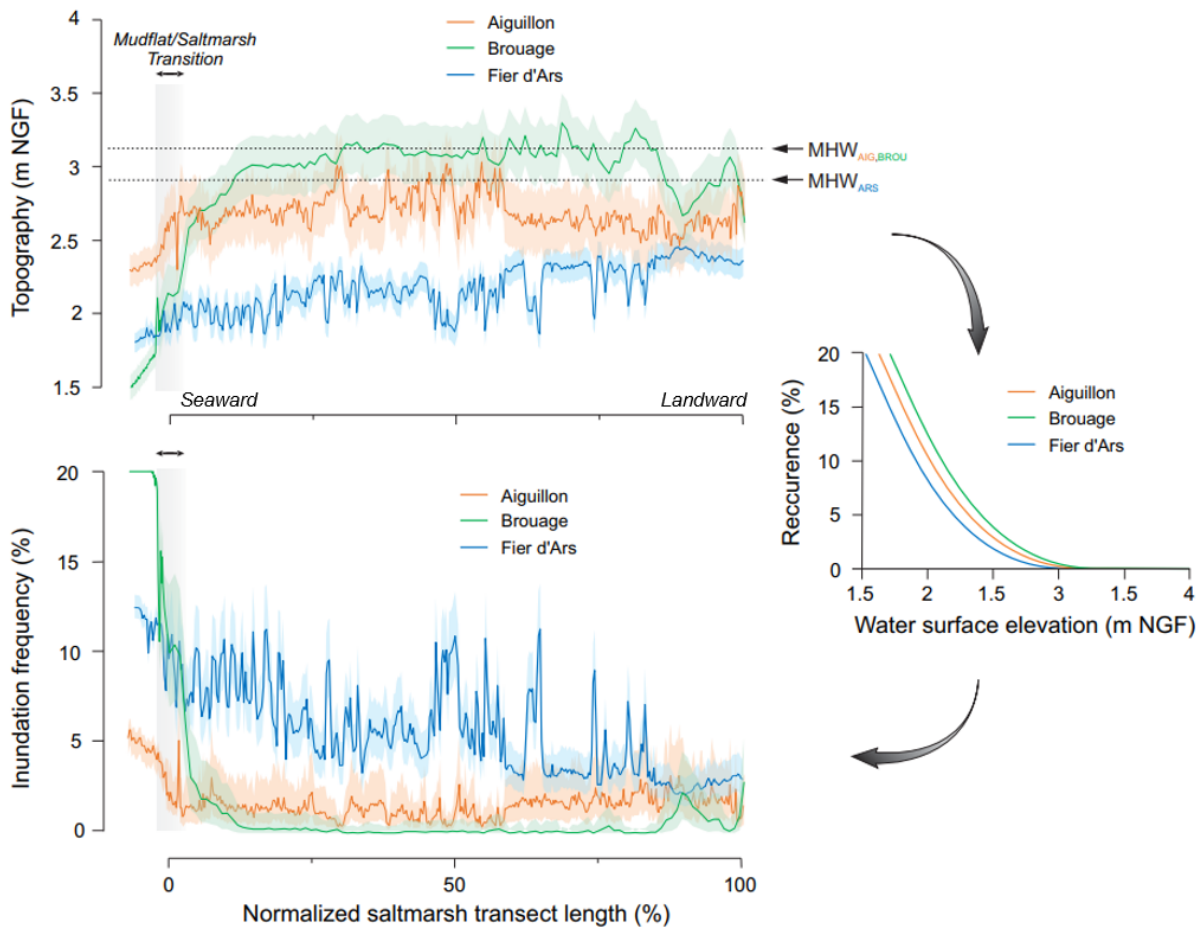 4
3.5
3
2.5
2
1.5
Topography (m NGF)
Mudflat/Saltmarsh
Transition
Aiguillon
Brouage
Fier d'Ars
MHWAIG,BROU
MHWARS
Seaward
Landward
20
15
10
5
0
Inundation frequency (%)
Aiguillon
Brouage
Fier d'Ars
0
50
100
Normalized saltmarsh transect length (%)
20
15
10
5
0
Reccurence (%)
Aiguillon
Brouage
Fier d'Ars
1.5
2
1.5
3
1.5
4
Water surface elevation (m NGF)